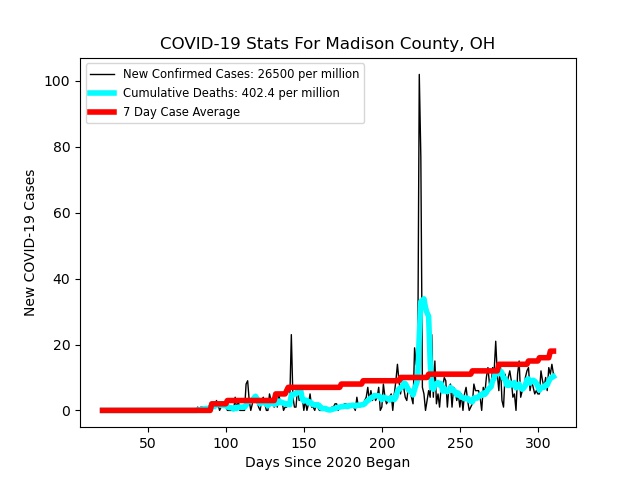 COVID-19 Stats For Madison County, OH
New Confirmed Cases: 26500 per million
Cumulative Deaths: 402.4 per million
7 Day Case Average
100
80
60
40
20
0
New COVID-19 Cases
50 100 150 200 250 300
Days Since 2020 Began